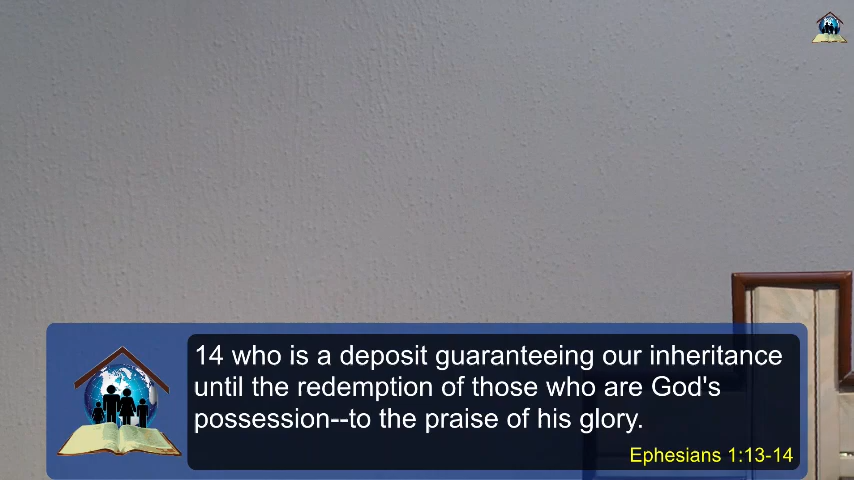 14 who is a deposit guaranteeing our inheritance
until the redemption of those who are God's
possession--to the praise of his glory.
Ephesians 1:13-14